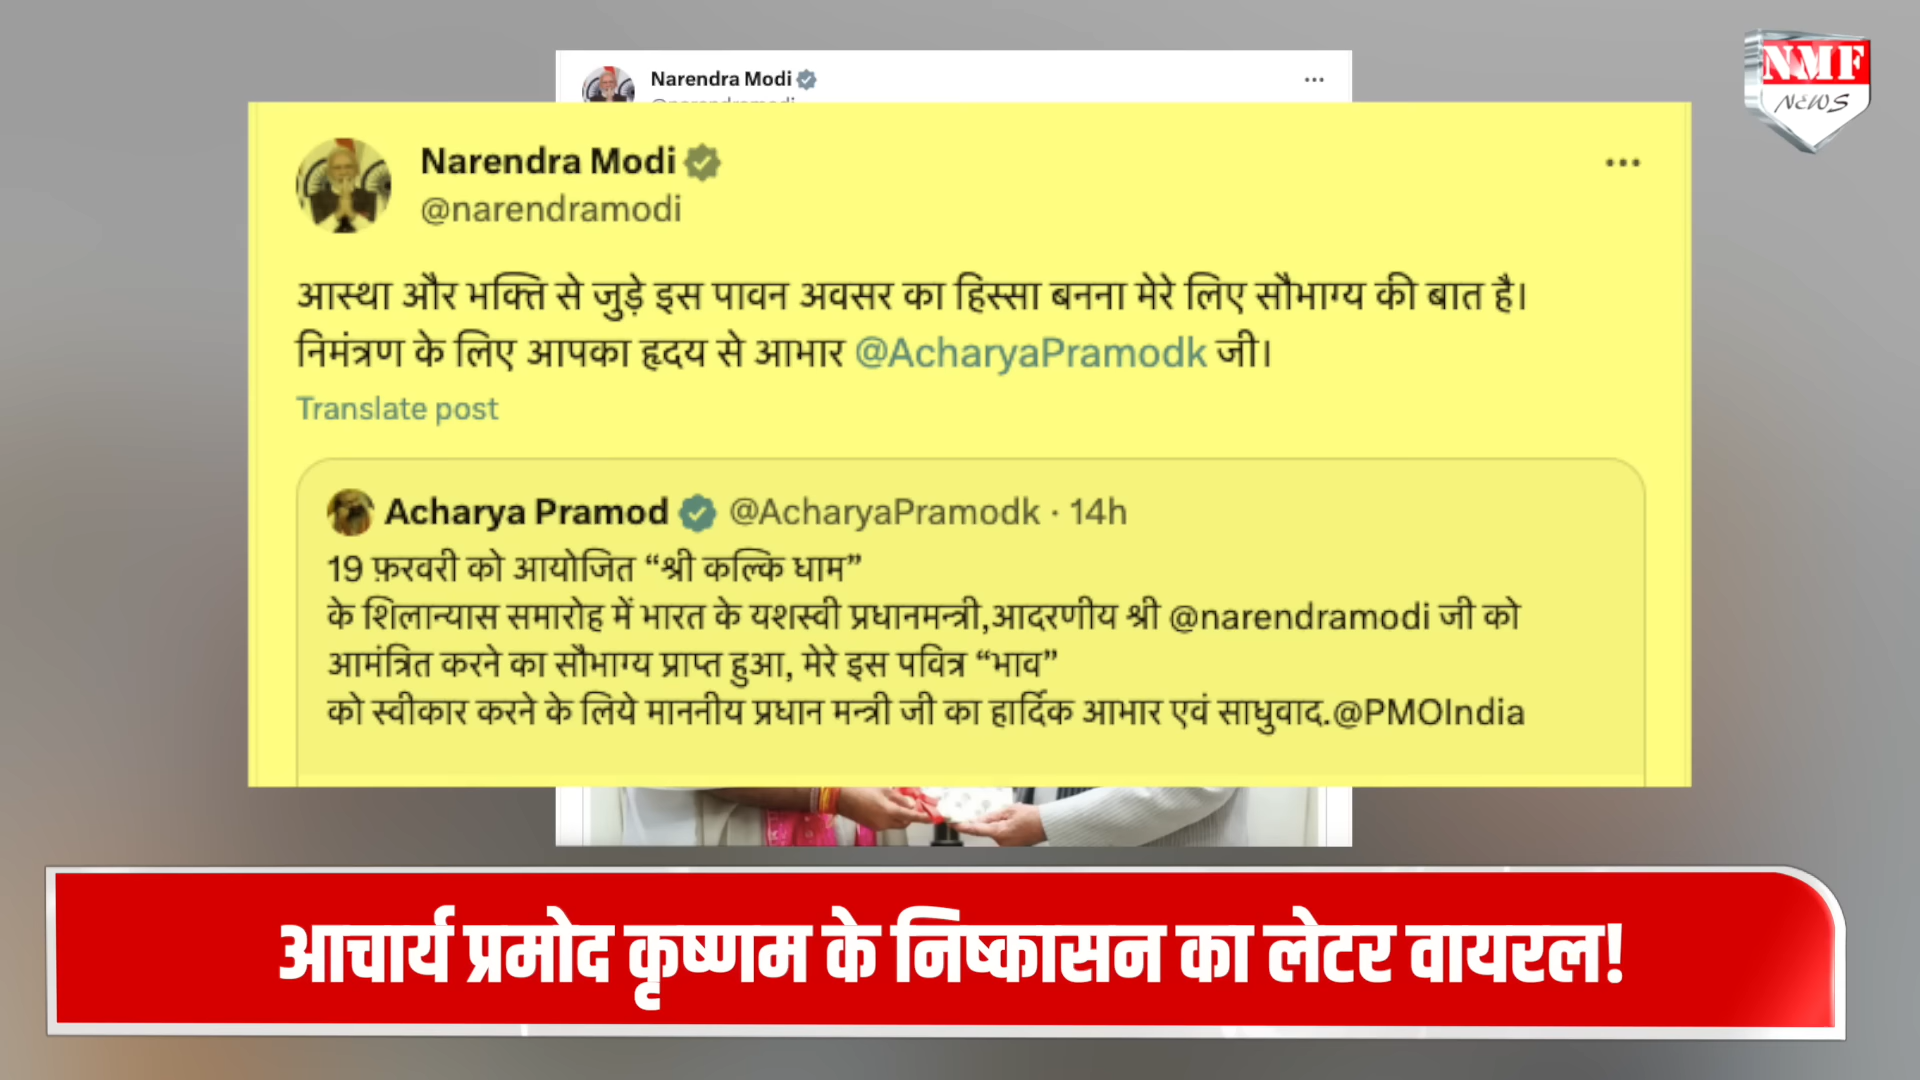 Narendra Modi
NMF
NEWS
Narendra Modi
@narendramodi
आस्था और भक्ति से जुड़े इस पावन अवसर का हिस्सा बनना मेरे लिए सौभाग्य की बात है।
निमंत्रण के लिए आपका हृदय से आभार @AcharyaPramodk जी।
Translate post
Acharya Pramod @AcharyaPramodk · 14h
19 फ़रवरी को आयोजित “श्री कल्कि धाम”
के शिलान्यास समारोह में भारत के यशस्वी प्रधानमन्त्री,आदरणीय श्री @narendramodi जी को
आमंत्रित करने का सौभाग्य प्राप्त हुआ, मेरे इस पवित्र “भाव”
को स्वीकार करने के लिये माननीय प्रधान मन्त्री जी का हार्दिक आभार एवं साधुवाद.@PMOIndia
आचार्य प्रमोद कृष्णम के निष्कासन का लेटर वायरल!